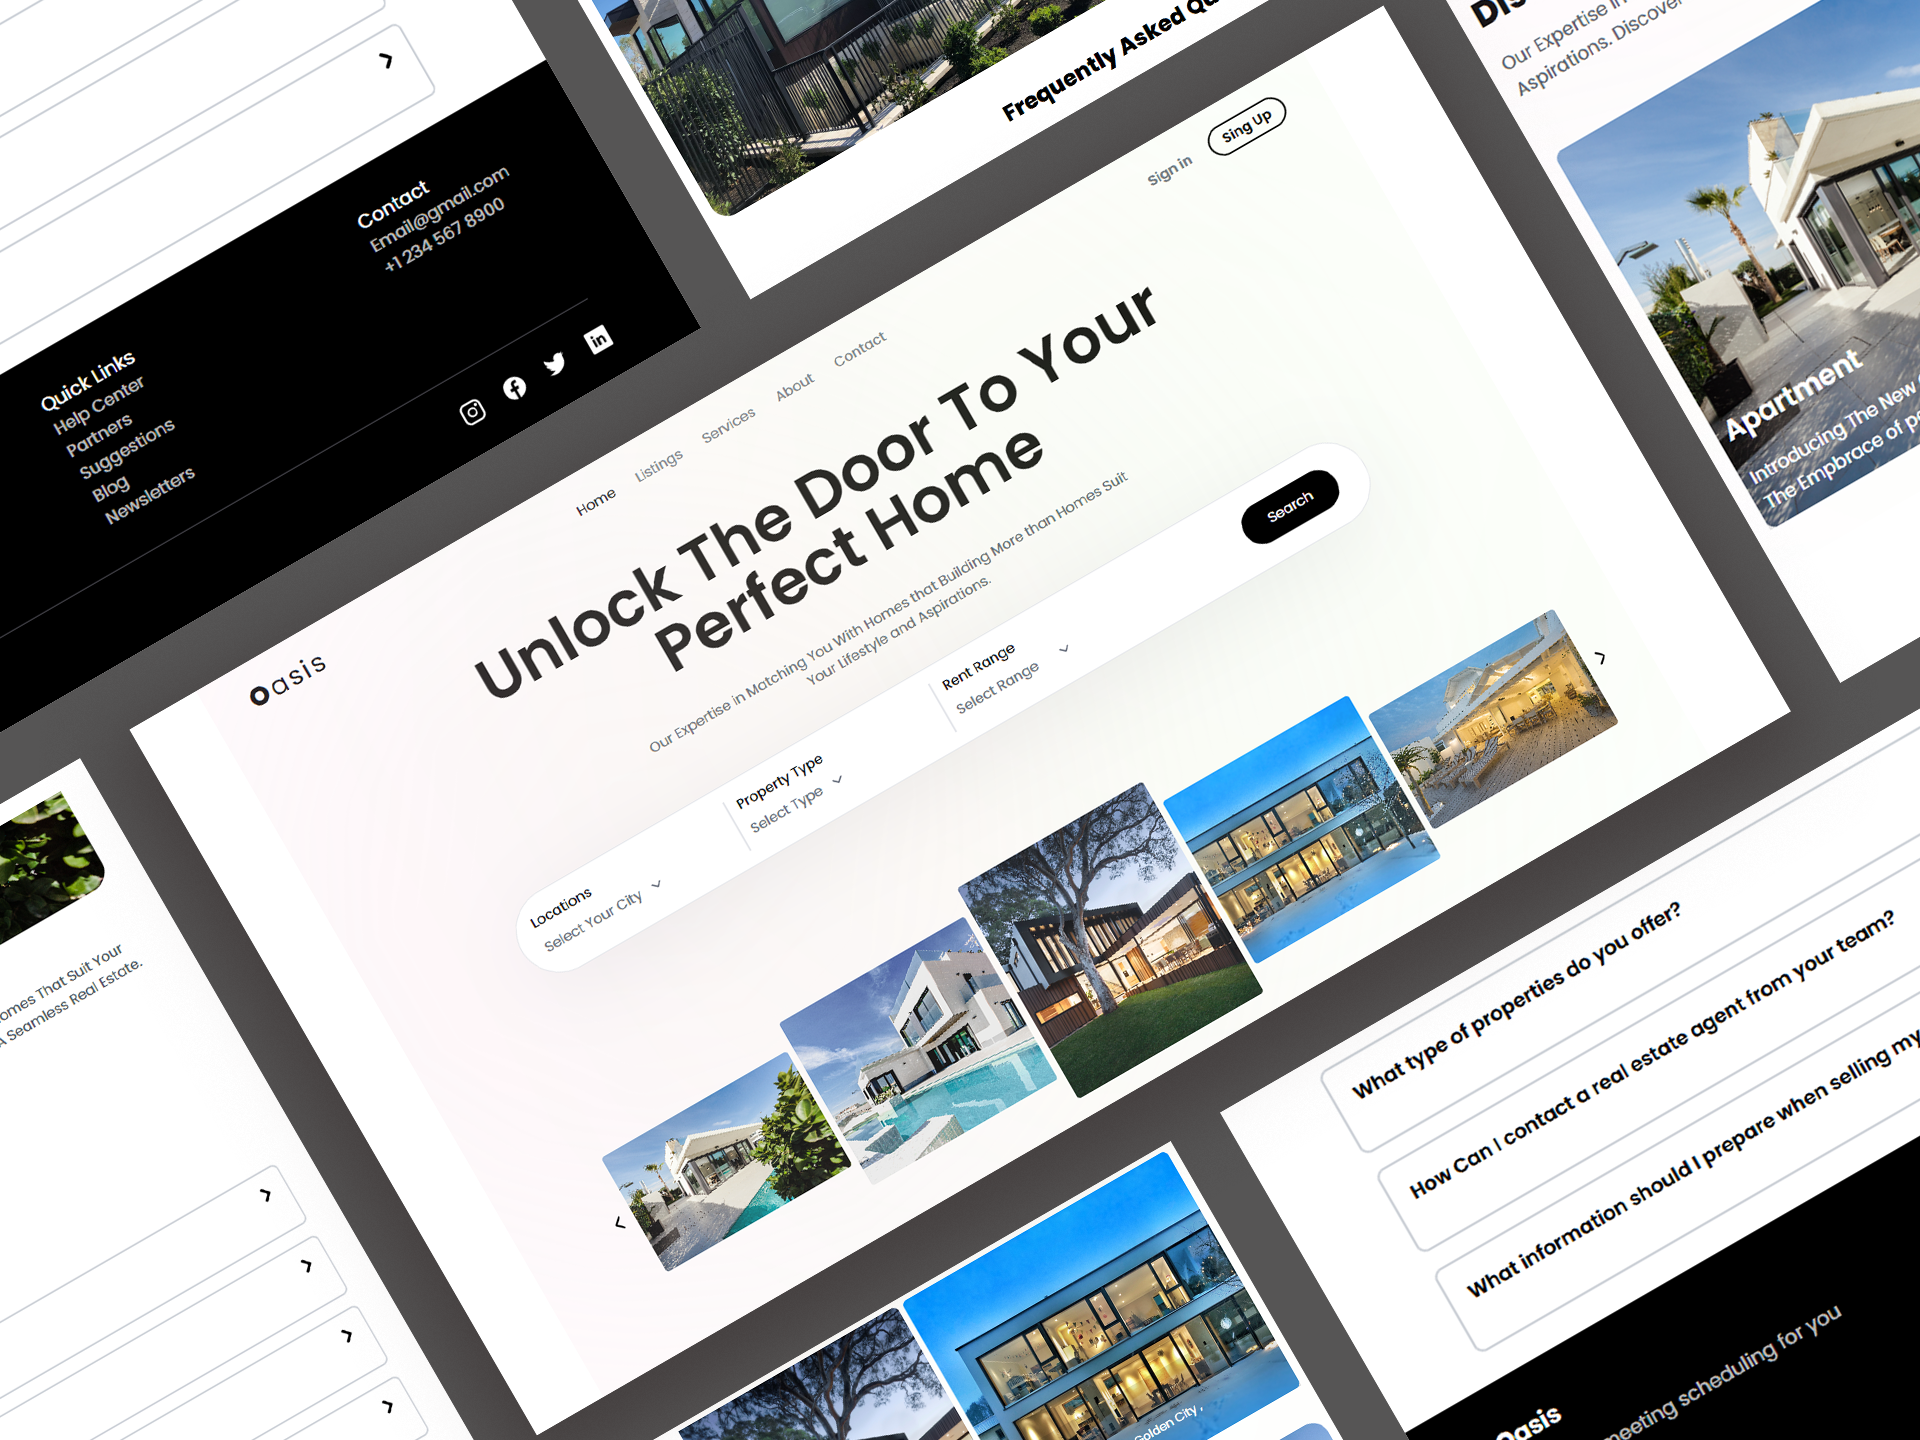 Contact
Email@gmail.com
+1 234 567 8900
Quick Links
Help Center
Partners
Suggestions
Blog
Newsletters
Frequently Asked
Our Expertise
Aspirations.
Apartment
Introducing The New
The Empbrace of
oasis
Home
Listings
Services
About
Contact
Sign in
Sing Up
Unlock The Door To Your
Perfect Home
Our Expertise in Matching You With Homes that Building More than Homes Suit
Your Lifestyle and Aspirations.
Locations
Select Your City
Property Type
Select Type
Rent Range
Select Range
Search
That Suit Your
A Seamless Real Estate.
Golden City ,
What type of properties do you offer?
How Can I contact a real estate agent from your team?
What information should I prepare when selling my
Oasis
meeting scheduling for you